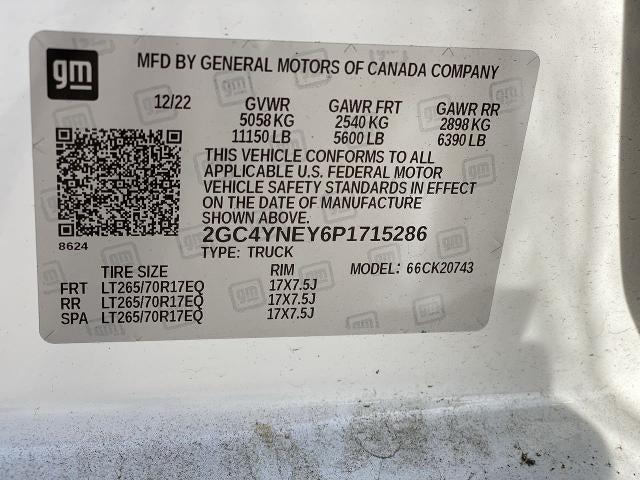 gm
MFD BY GENERAL MOTORS OF CANADA COMPANY
12/22 GVWR GAWR FRT GAWR RR
5058 KG 2540 KG 2898 KG
11150 LB 5600 LB 6390 LB
THIS VEHICLE CONFORMS TO ALL
APPLICABLE U.S. FEDERAL MOTOR
VEHICLE SAFETY STANDARDS IN EFFECT
ON THE DATE OF MANUFACTURE
SHOWN ABOVE.
8624
2GC4YNEY6P1715286
TYPE: TRUCK
TIRE SIZE RIM MODEL: 66CK20743
FRT LT265/70R17EQ 17X7.5J
RR LT265/70R17EQ 17X7.5J
SPA LT265/70R17EQ 17X7.5J